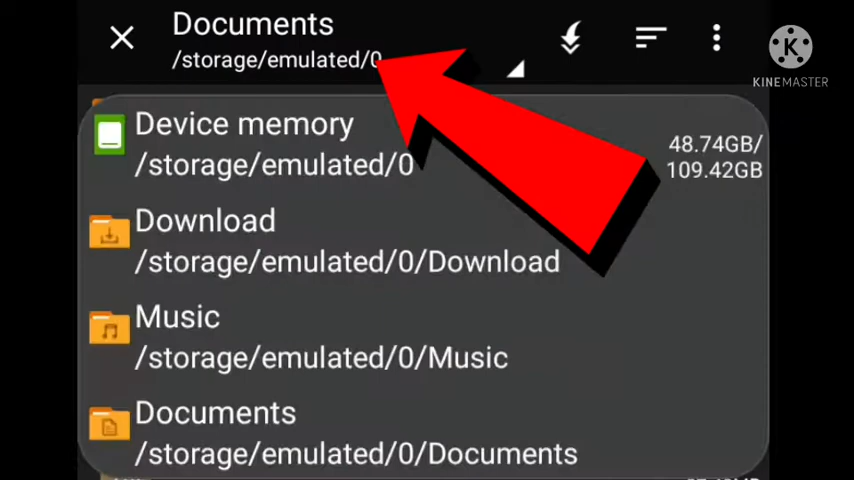 Documents
/storage/emulated/0
K
KINEMASTER
Device memory
/storage/emulated/0
48.74GB/
109.42GB
Download
/storage/emulated/0/Download
Music
/storage/emulated/0/Music
Documents
/storage/emulated/0/Documents